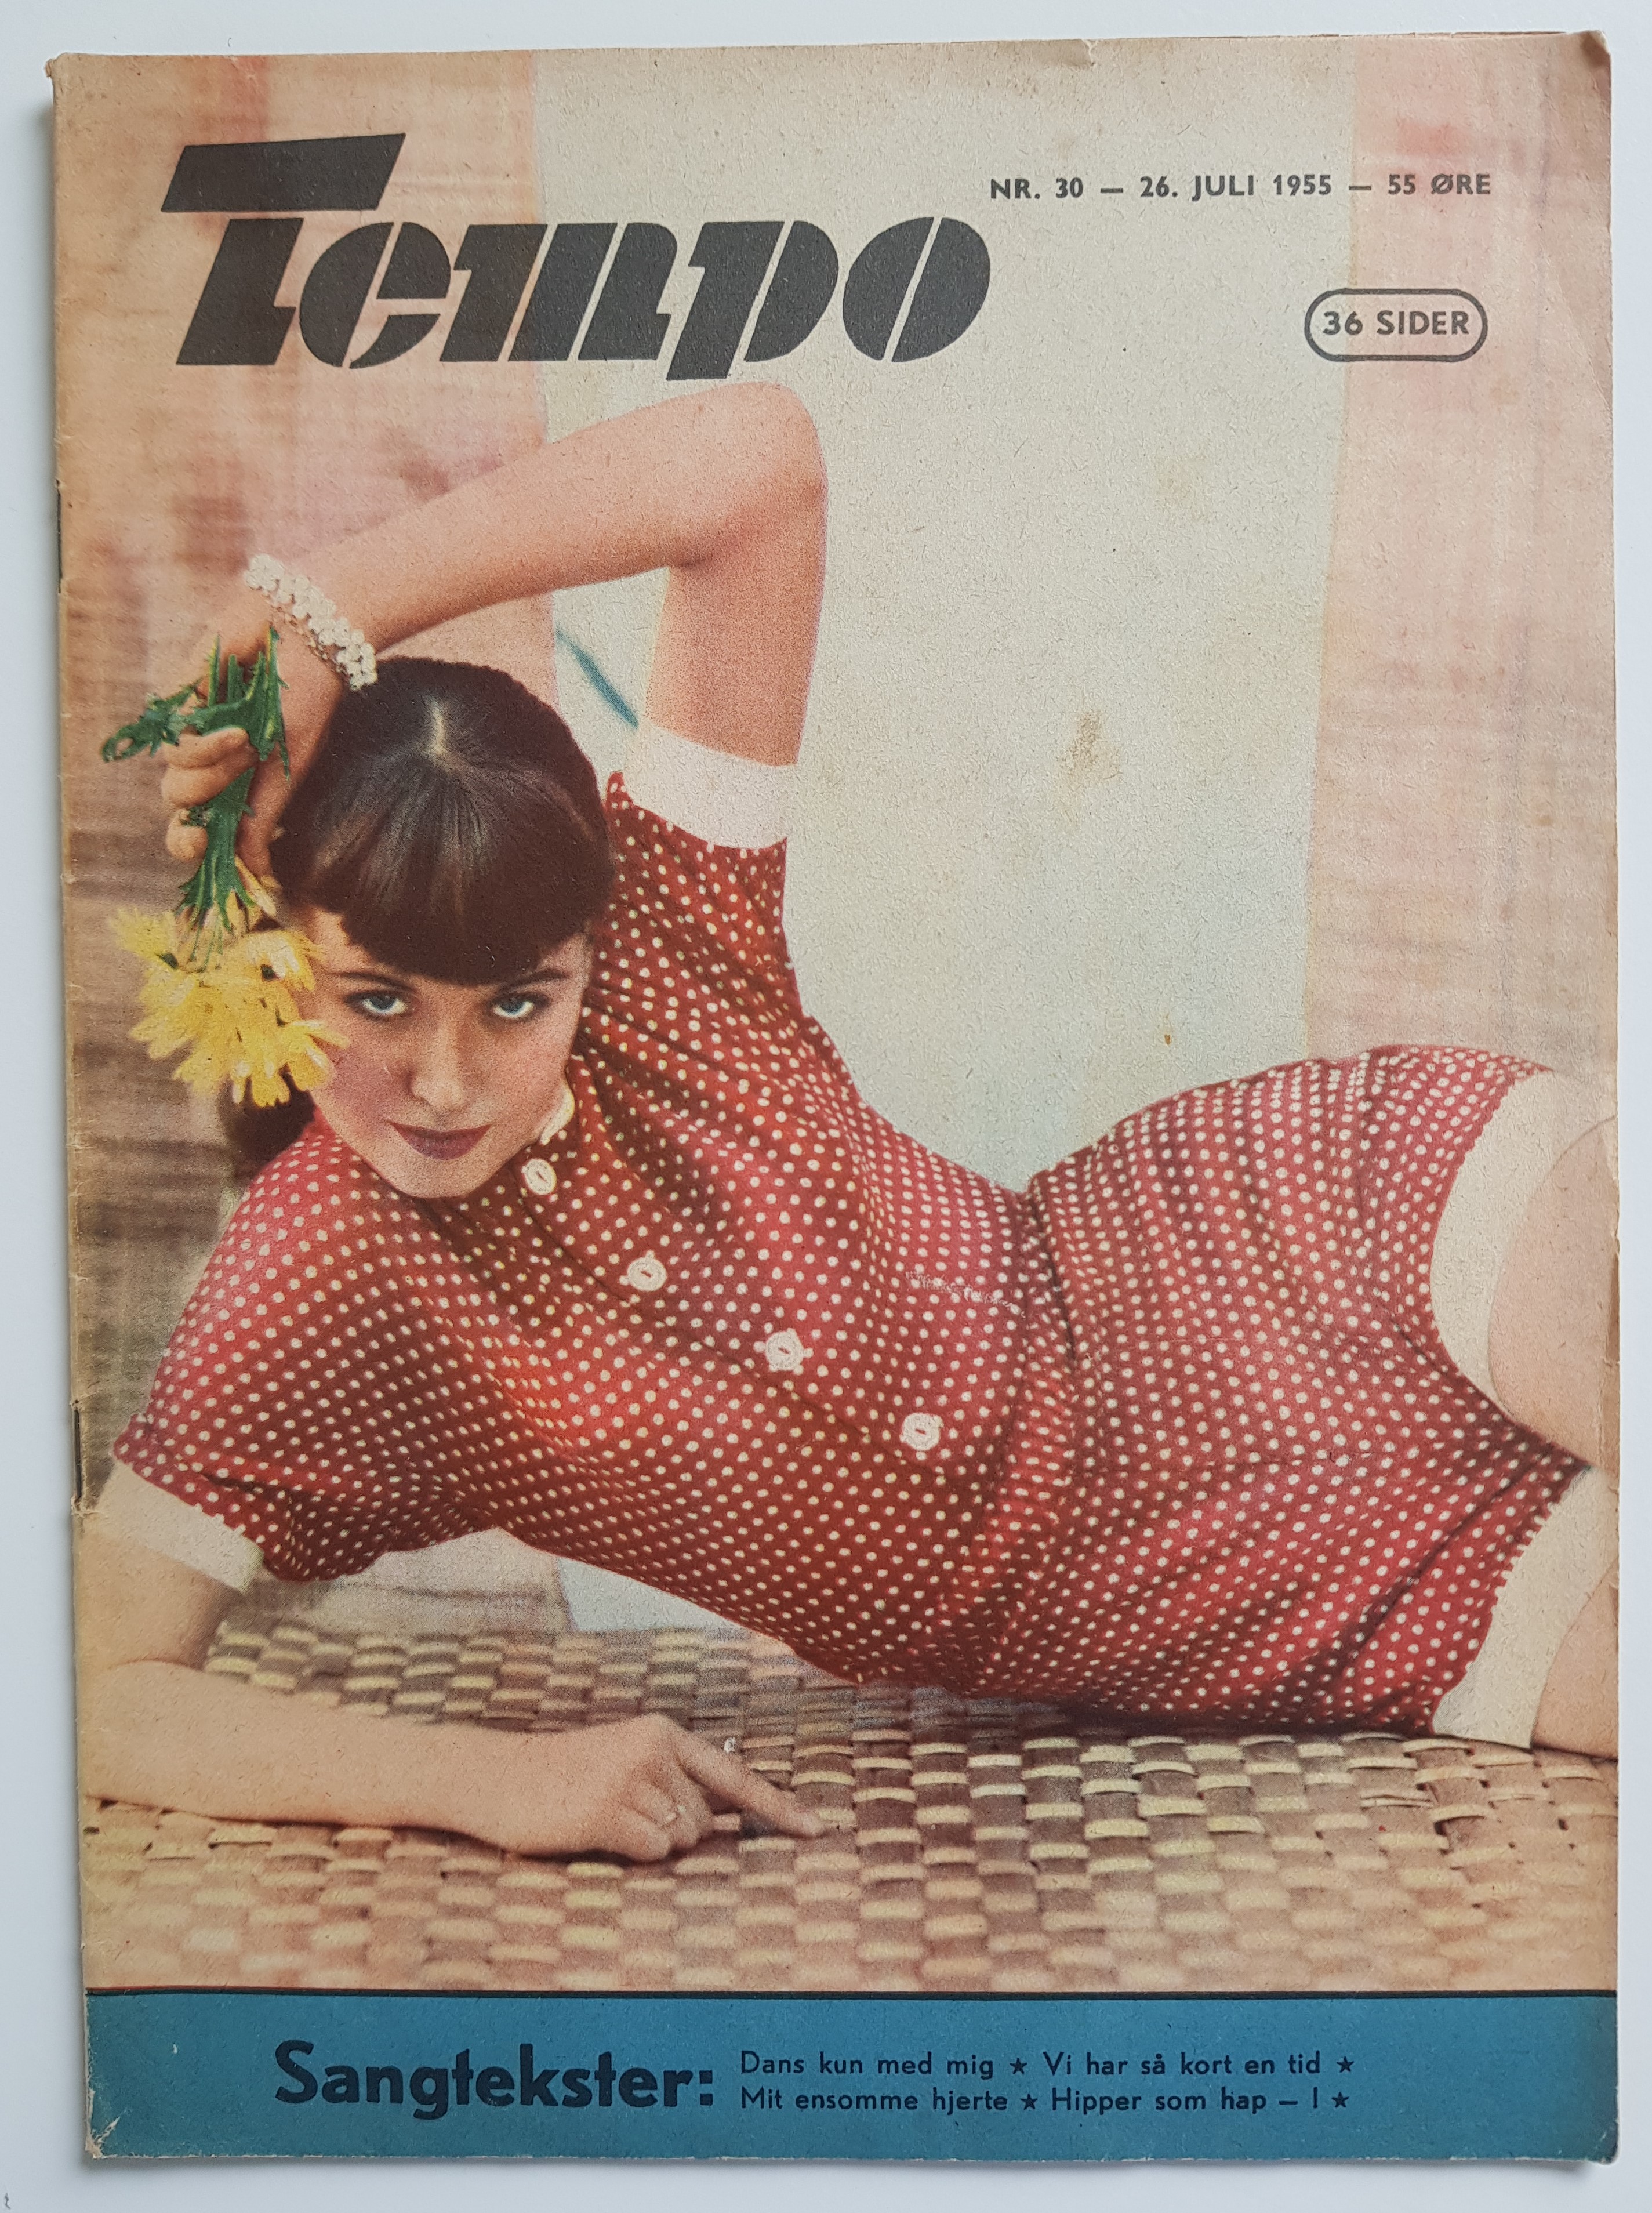 Tempo
NR. 30 — 26. JULI 1955 — 55 ØRE
36 SIDER
Sangtekster:
Dans kun med mig ★ Vi har så kort en tid ★
Mit ensomme hjerte ★ Hipper som hap — I ★